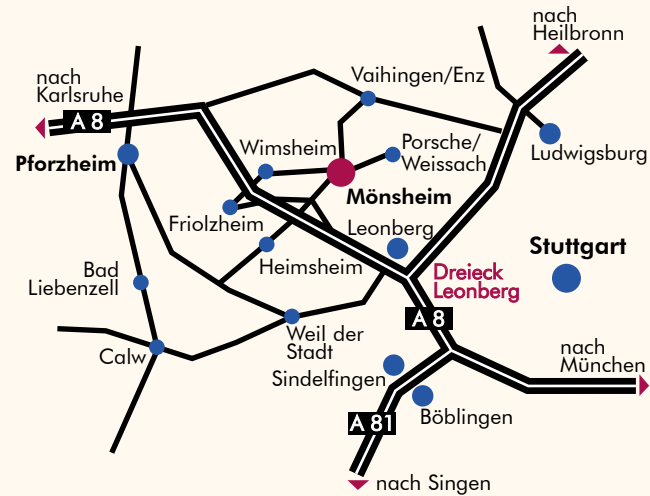 nach
Heilbronn
nach
Karlsruhe
Vaihingen/Enz
A 8
Wimsheim
Porsche/
Weissach
Ludwigsburg
Pforzheim
Mönsheim
Friolzheim
Leonberg
Stuttgart
Heimsheim
Bad
Liebenzell
Dreieck
Leonberg
A 8
Weil der
Stadt
Calw
nach
München
Sindelfingen
Böblingen
A 81
nach Singen